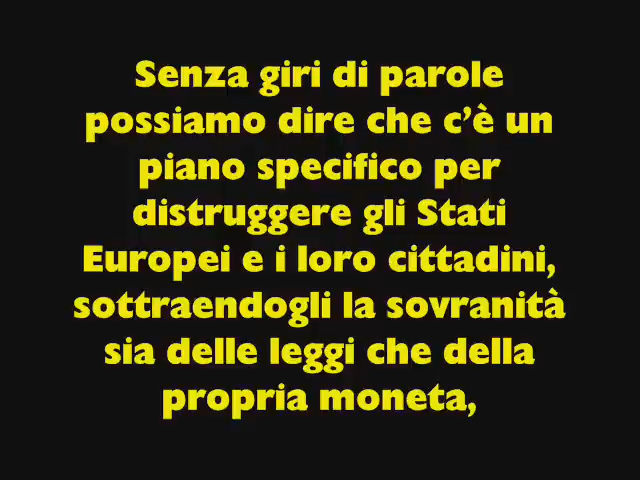 Senza giri di parole
possiamo dire che c’è un
piano specifico per
distruggere gli Stati
Europei e i loro cittadini,
sottraendogli la sovranità
sia delle leggi che della
propria moneta,